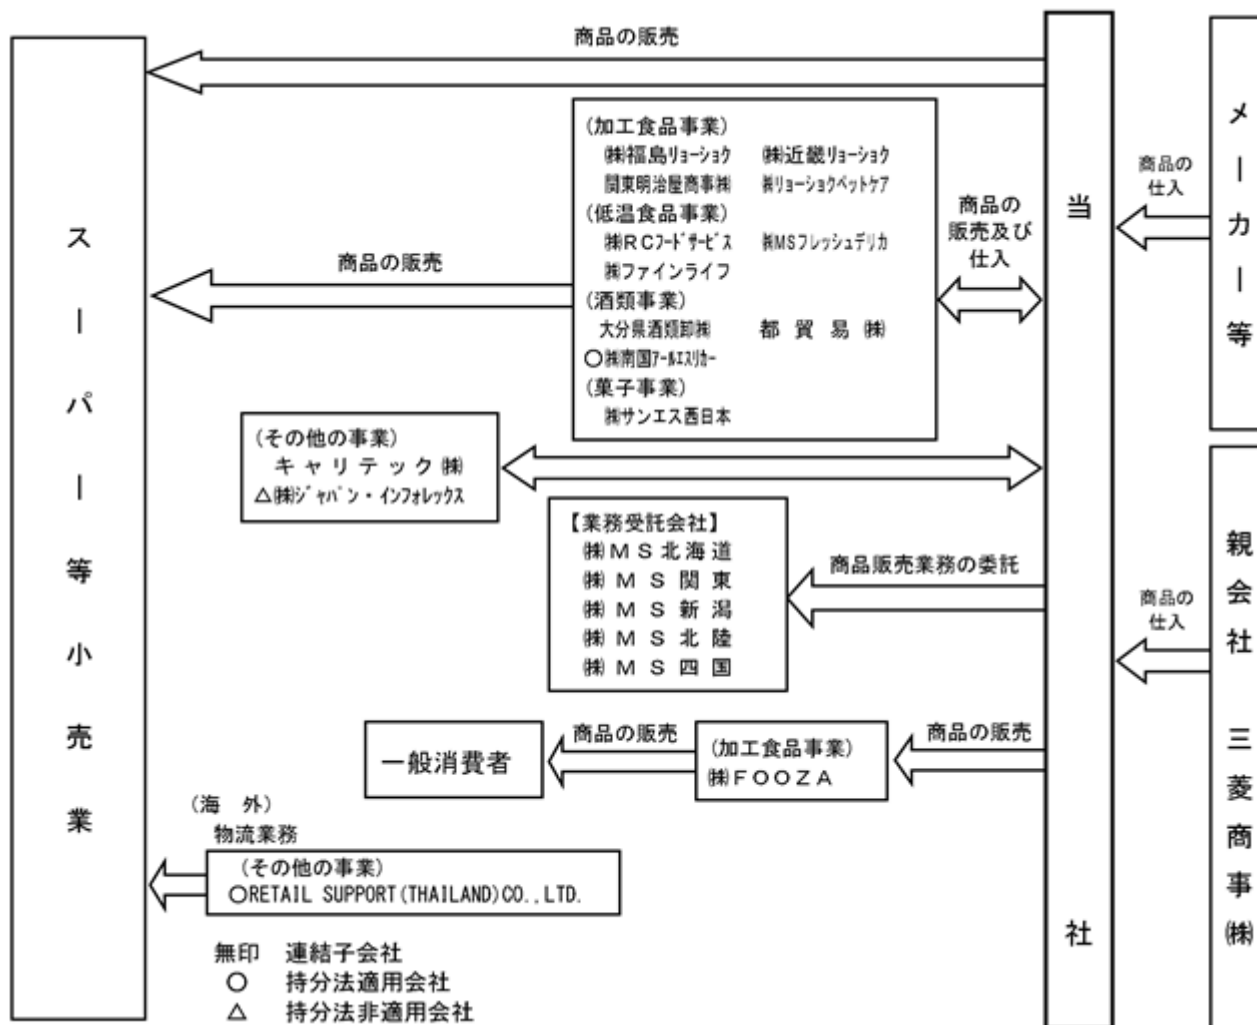 商品の販売
スーパー等小売業
当社
メーカー等
商品の
仕入
(加工食品事業)
㈱福島リョーショク　㈱近畿リョーショク
関東明治屋商事㈱　㈱リョーショクペットケア
(低温食品事業)
㈱RCフードサービス　㈱MSフレッシュデリカ
㈱ファインライフ
(酒類事業)
大分県酒類卸㈱　都貿易㈱
○㈱南国アールエスリカー
(菓子事業)
㈱サンエス西日本
商品の
販売及び
仕入
商品の販売
(その他の事業)
キャリテック㈱
△㈱ジャパン・インフォレックス
【業務受託会社】
㈱MS北海道
㈱MS関東
㈱MS新潟
㈱MS北陸
㈱MS四国
商品販売業務の委託
親会社　三菱商事㈱
商品の
仕入
一般消費者
商品の販売
(加工食品事業)
㈱FOOZA
商品の販売
(海　外)
物流業務
(その他の事業)
○RETAIL SUPPORT(THAILAND)CO.,LTD.
無印　連結子会社
○　持分法適用会社
△　持分法非適用会社